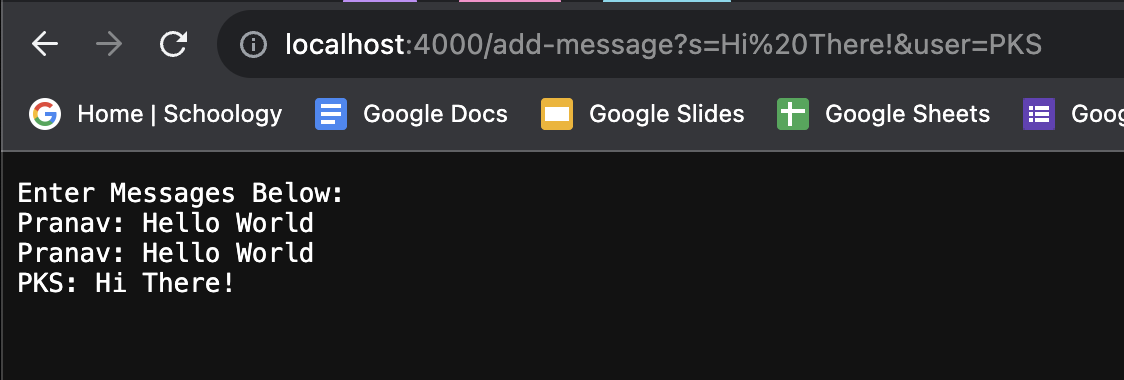 localhost:4000/add-message?s=Hi%20There!&user=PKS
Home | Schoology Google Docs Google Slides Google Sheets Goog
Enter Messages Below:
Pranav: Hello World
Pranav: Hello World
PKS: Hi There!